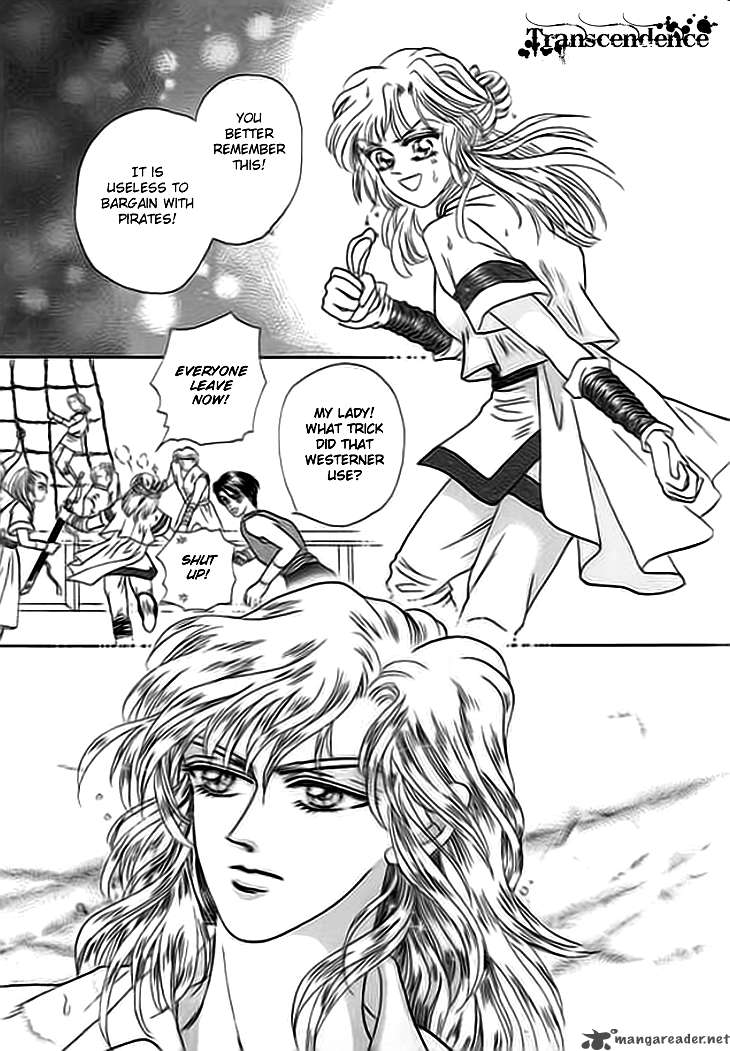 Transcendence
YOU
BETTER
REMEMBER
THIS!
IT IS
USELESS TO
BARGAIN WITH
PIRATES!
EVERYONE
LEAVE
NOW!
MY LADY!
WHAT TRICK
DID THAT
WESTERNER
USE?
SHUT
UP!
mangareader.net